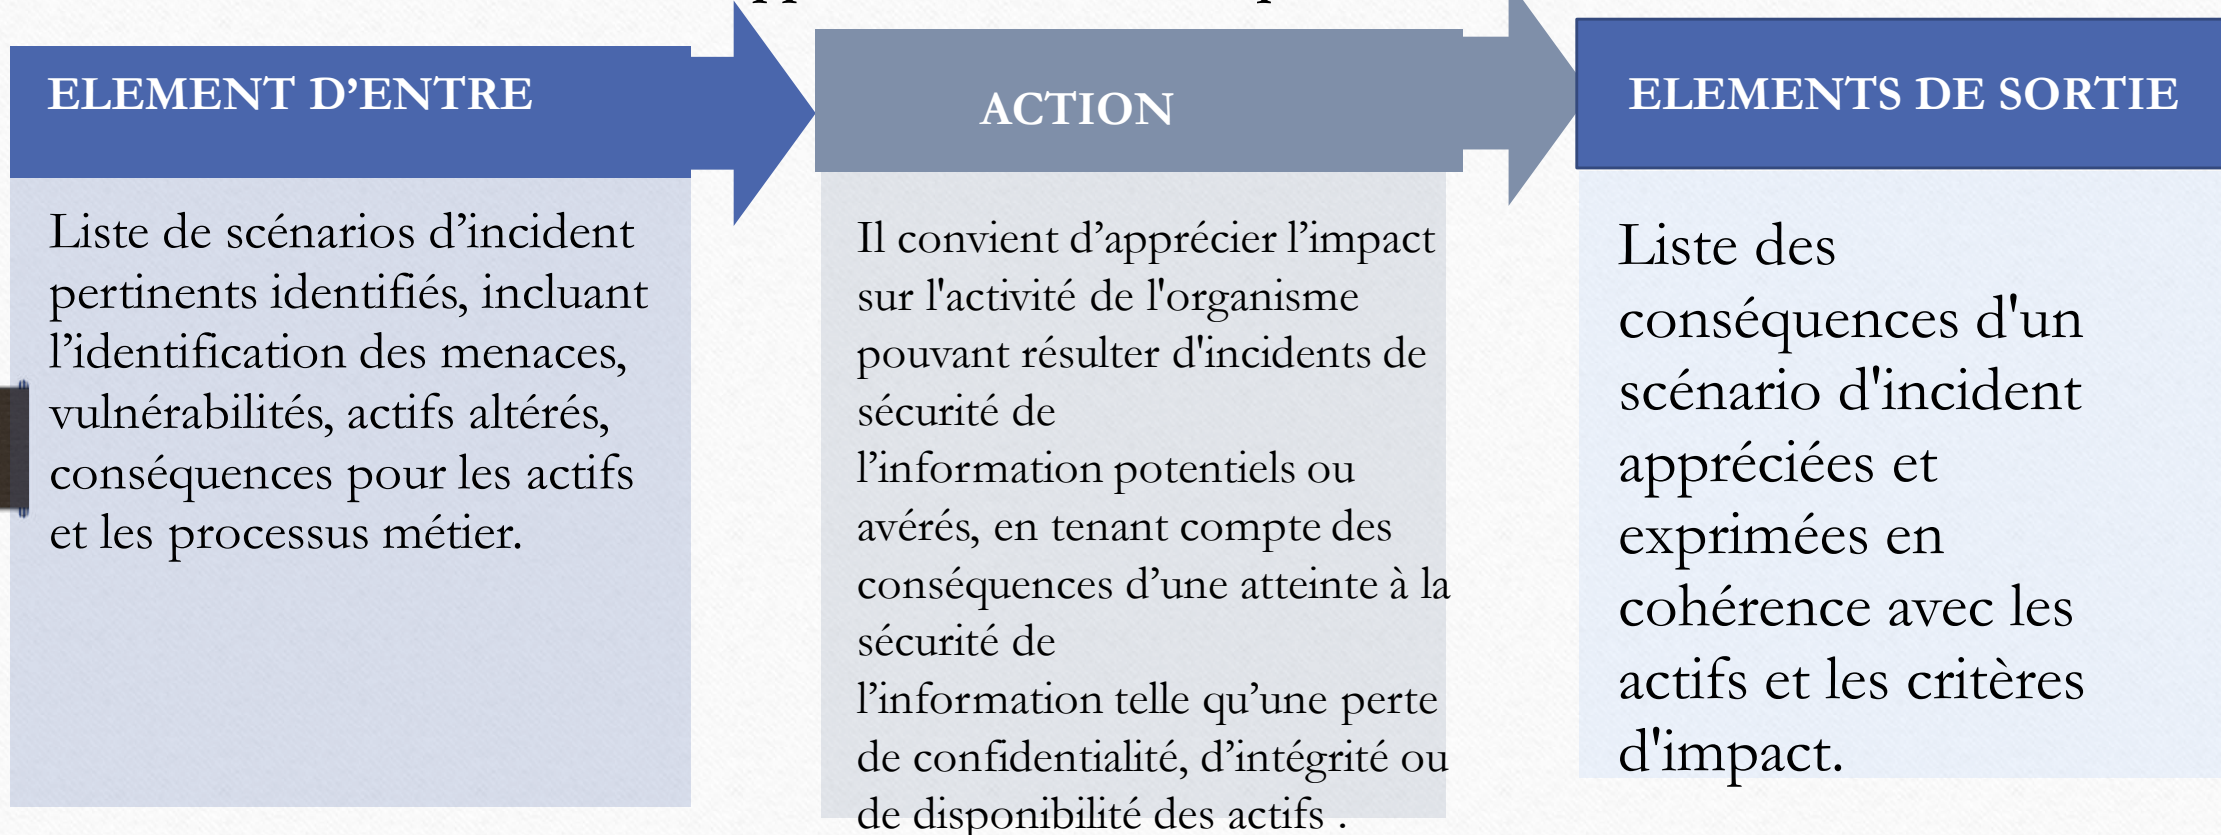 ELEMENT D’ENTRE
Liste de scénarios d’incident
pertinents identifiés, incluant
l’identification des menaces,
vulnérabilités, actifs altérés,
conséquences pour les actifs
et les processus métier.
ACTION
Il convient d’apprécier l’impact
sur l'activité de l'organisme
pouvant résulter d'incidents de
sécurité de
l’information potentiels ou
avérés, en tenant compte des
conséquences d’une atteinte à la
sécurité de
l’information telle qu’une perte
de confidentialité, d’intégrité ou
de disponibilité des actifs .
ELEMENTS DE SORTIE
Liste des
conséquences d'un
scénario d'incident
appréciées et
exprimées en
cohérence avec les
actifs et les critères
d'impact.